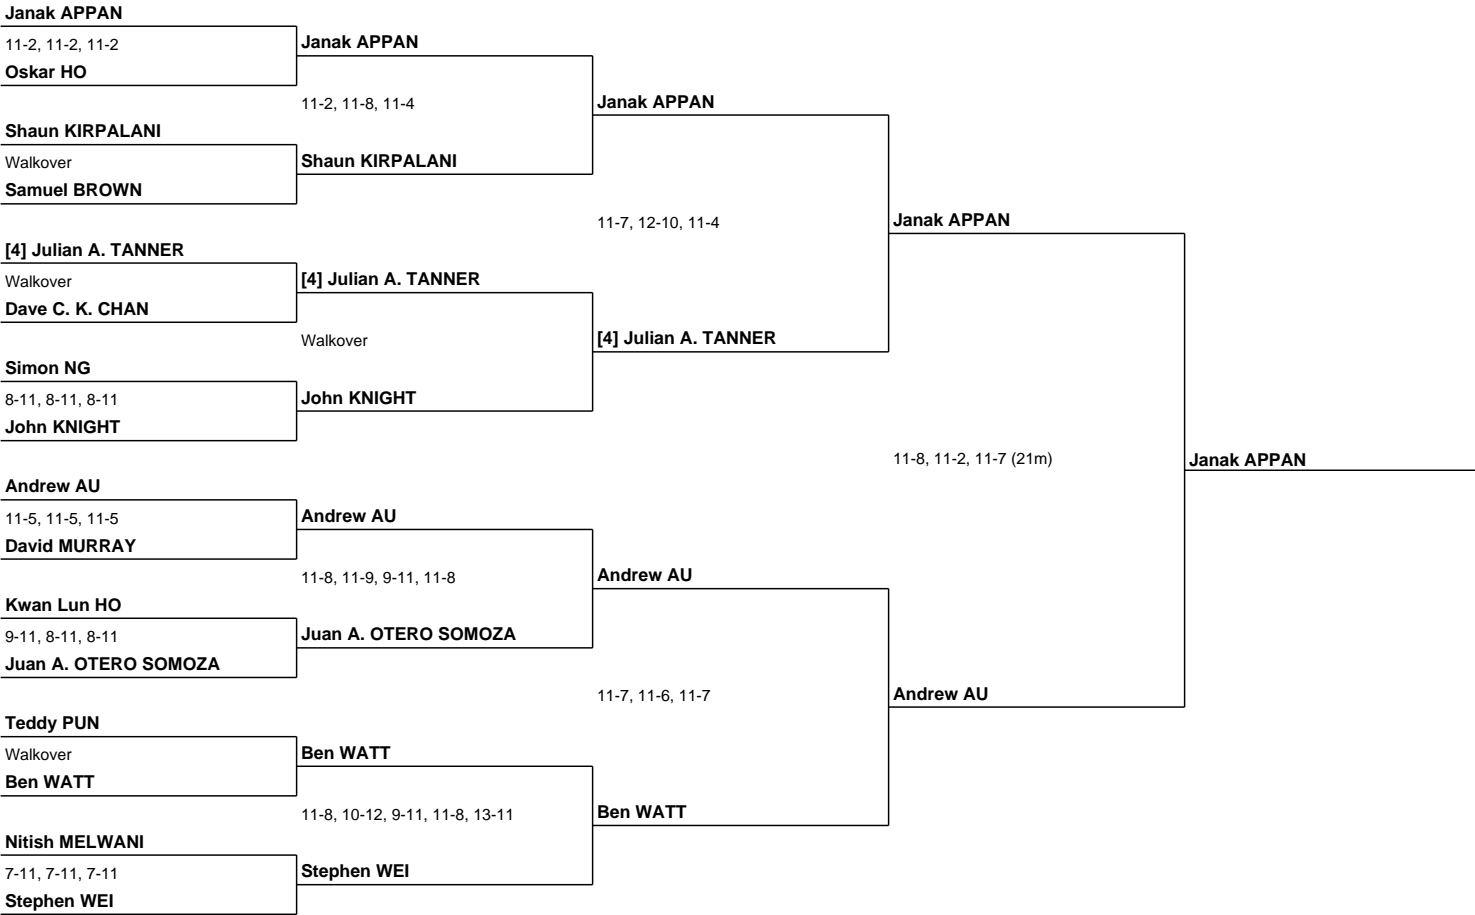 Janak APPAN
11-2, 11-2, 11-2
Oskar HO
Shaun KIRPALANI
Walkover
Samuel BROWN
[4] Julian A. TANNER
Walkover
Dave C. K. CHAN
Simon NG
8-11, 8-11, 8-11
John KNIGHT
Andrew AU
11-5, 11-5, 11-5
David MURRAY
Kwan Lun HO
9-11, 8-11, 8-11
Juan A. OTERO SOMOZA
Teddy PUN
Walkover
Ben WATT
Nitish MELWANI
7-11, 7-11, 7-11
Stephen WEI
Janak APPAN
11-2, 11-8, 11-4
Shaun KIRPALANI
[4] Julian A. TANNER
Walkover
John KNIGHT
Andrew AU
11-8, 11-9, 9-11, 11-8
Juan A. OTERO SOMOZA
Ben WATT
11-8, 10-12, 9-11, 11-8, 13-11
Stephen WEI
Janak APPAN
11-7, 12-10, 11-4
[4] Julian A. TANNER
Andrew AU
11-7, 11-6, 11-7
Ben WATT
Janak APPAN
11-8, 11-2, 11-7 (21m)
Andrew AU
Janak APPAN